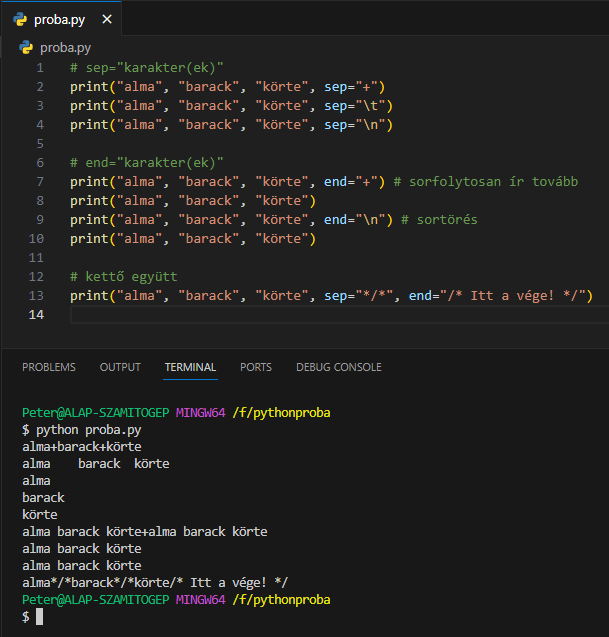 proba.py ×
proba.py
1 # sep="karakter(ek)"
2 print("alma", "barack", "körte", sep="+")
3 print("alma", "barack", "körte", sep="\t")
4 print("alma", "barack", "körte", sep="\n")
5
6 # end="karakter(ek)"
7 print("alma", "barack", "körte", end="+") # sorfolytosan ír tovább
8 print("alma", "barack", "körte")
9 print("alma", "barack", "körte", end="\n") # sortörés
10 print("alma", "barack", "körte")
11
12 # kettő együtt
13 print("alma", "barack", "körte", sep="*/*", end="/* Itt a vége! */")
14
PROBLEMS OUTPUT TERMINAL PORTS DEBUG CONSOLE
Peter@ALAP-SZAMITOGEP MINGW64 /f/pythonproba
$ python proba.py
alma+barack+körte
alma    barack  körte
alma
barack
körte
alma barack körte+alma barack körte
alma barack körte
alma barack körte
alma*/*barack*/*körte/* Itt a vége! */
Peter@ALAP-SZAMITOGEP MINGW64 /f/pythonproba
$